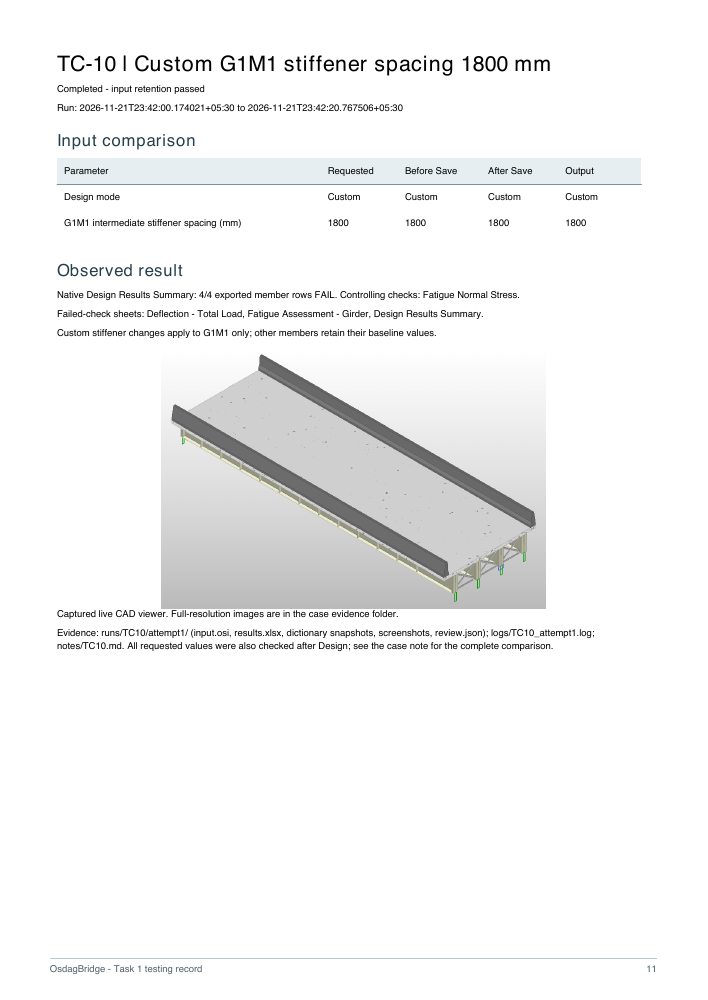 TC-10 | Custom G1M1 stiffener spacing 1800 mm
Completed - input retention passed
Run: 2026-11-21T23:42:00.174021+05:30 to 2026-11-21T23:42:20.767506+05:30
Input comparison
Parameter Requested Before Save After Save Output
Design mode Custom Custom Custom Custom
G1M1 intermediate stiffener spacing (mm) 1800 1800 1800 1800
Observed result
Native Design Results Summary: 4/4 exported member rows FAIL. Controlling checks: Fatigue Normal Stress.
Failed-check sheets: Deflection - Total Load, Fatigue Assessment - Girder, Design Results Summary.
Custom stiffener changes apply to G1M1 only; other members retain their baseline values.
Captured live CAD viewer. Full-resolution images are in the case evidence folder.
Evidence: runs/TC10/attempt1/ (input.osi, results.xlsx, dictionary snapshots, screenshots, review.json); logs/TC10_attempt1.log;
notes/TC10.md. All requested values were also checked after Design; see the case note for the complete comparison.
OsdagBridge - Task 1 testing record 11